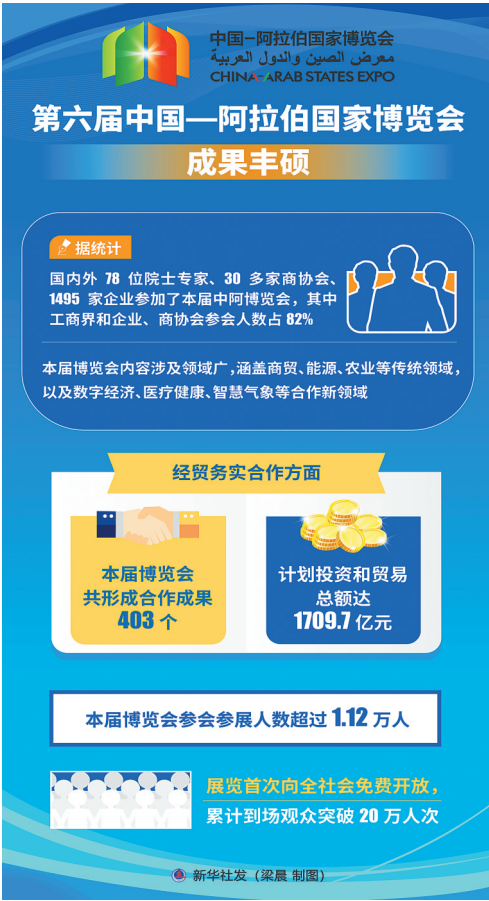 中国-阿拉伯国家博览会
معرض الصين والدول العربية
CHINA-ARAB STATES EXPO
第六届中国—阿拉伯国家博览会
成果丰硕
据统计
国内外 78 位院士专家、30 多家商协会、
1495 家企业参加了本届中阿博览会，其中
工商界和企业、商协会参会人数占 82%
本届博览会内容涉及领域广，涵盖商贸、能源、农业等传统领域，
以及数字经济、医疗健康、智慧气象等合作新领域
经贸务实合作方面
本届博览会
共形成合作成果
403 个
计划投资和贸易
总额达
1709.7 亿元
本届博览会参会参展人数超过 1.12 万人
展览首次向全社会免费开放，
累计到场观众突破 20 万人次
新华社发（梁晨 制图）